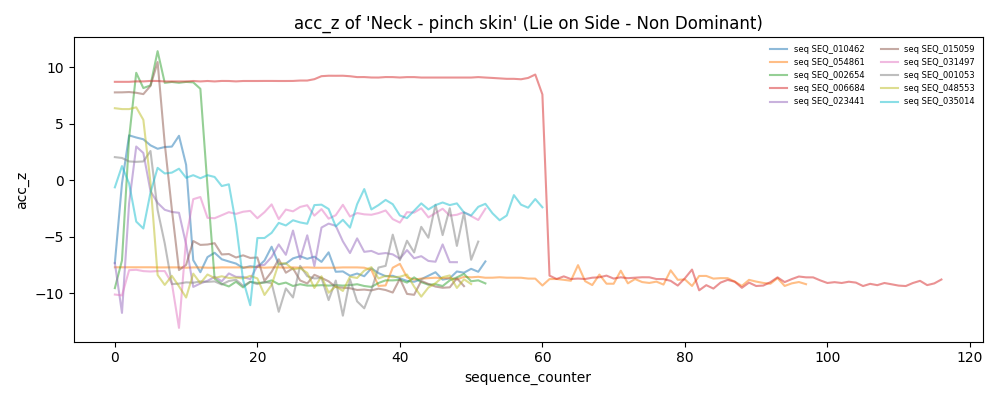 acc_z of 'Neck - pinch skin' (Lie on Side - Non Dominant)
seq SEQ_010462
seq SEQ_054861
seq SEQ_002654
seq SEQ_006684
seq SEQ_023441
seq SEQ_015059
seq SEQ_031497
seq SEQ_001053
seq SEQ_048553
seq SEQ_035014
acc_z
10
5
0
−5
−10
0 20 40 60 80 100 120
sequence_counter